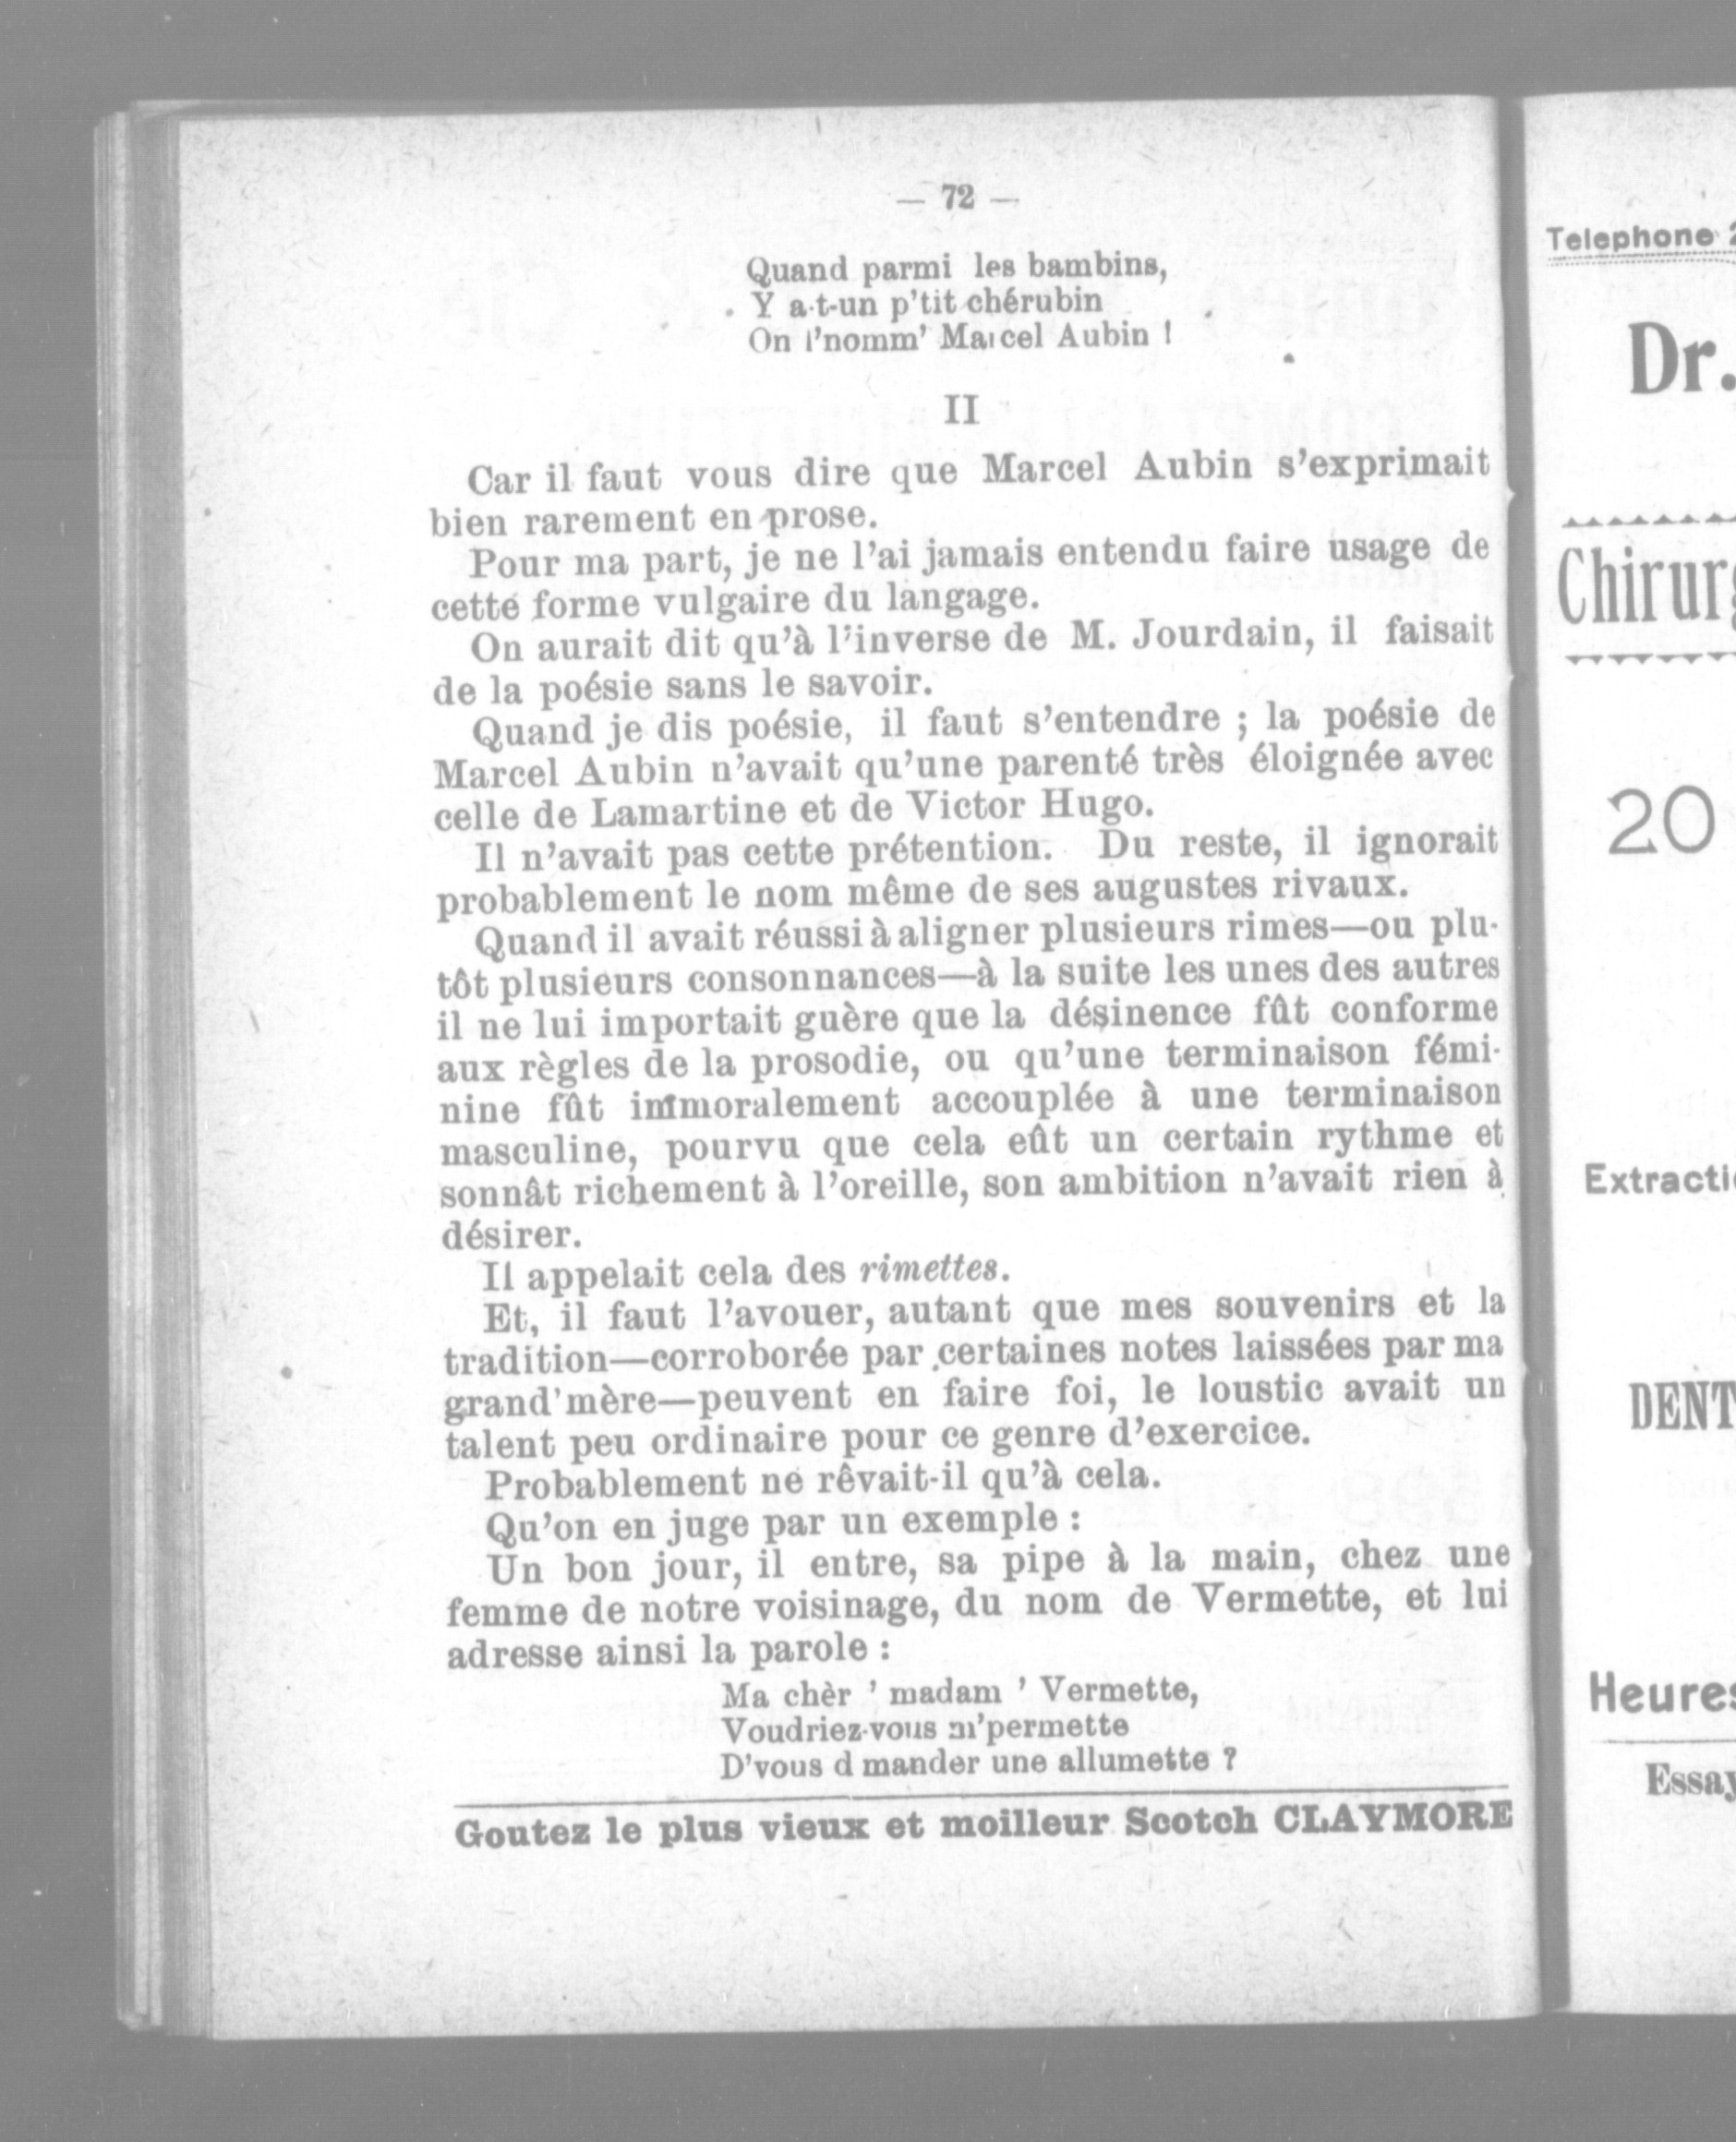 — 72 —
Quand parmi les bambins,
Y a-t-un p'tit chérubin
On l'nomm' Marcel Aubin !
II
Car il faut vous dire que Marcel Aubin s'exprimait
bien rarement en prose.
Pour ma part, je ne l'ai jamais entendu faire usage de
cette forme vulgaire du langage.
On aurait dit qu'à l'inverse de M. Jourdain, il faisait
de la poésie sans le savoir.
Quand je dis poésie, il faut s'entendre ; la poésie de
Marcel Aubin n'avait qu'une parenté très éloignée avec
celle de Lamartine et de Victor Hugo.
Il n'avait pas cette prétention. Du reste, il ignorait
probablement le nom même de ses augustes rivaux.
Quand il avait réussi à aligner plusieurs rimes—ou plu-
tôt plusieurs consonnances—à la suite les unes des autres
il ne lui importait guère que la désinence fût conforme
aux règles de la prosodie, ou qu'une terminaison fémi-
nine fût immoralement accouplée à une terminaison
masculine, pourvu que cela eût un certain rythme et
sonnât richement à l'oreille, son ambition n'avait rien à
désirer.
Il appelait cela des rimettes.
Et, il faut l'avouer, autant que mes souvenirs et la
tradition—corroborée par certaines notes laissées par ma
grand'mère—peuvent en faire foi, le loustic avait un
talent peu ordinaire pour ce genre d'exercice.
Probablement ne rêvait-il qu'à cela.
Qu'on en juge par un exemple :
Un bon jour, il entre, sa pipe à la main, chez une
femme de notre voisinage, du nom de Vermette, et lui
adresse ainsi la parole :
Ma chèr ' madam ' Vermette,
Voudriez-vous m'permette
D'vous d mander une allumette ?
Goutez le plus vieux et moilleur Scotch CLAYMORE
Telephone
Dr.
20
Heures